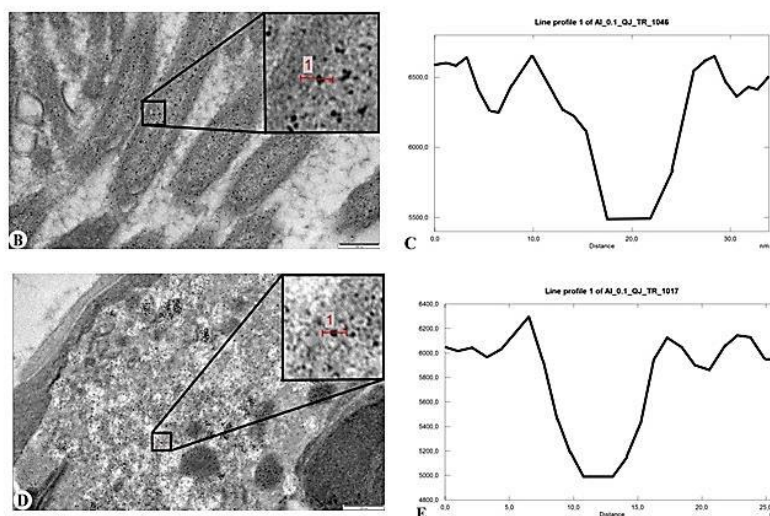 1
B
Line profile 1 of Al_0.1_QJ_TR_1046
6500,0
6000,0
5500,0
0,0 10,0 20,0 30,0
Distance nm
C
1
D
Line profile 1 of Al_0.1_QJ_TR_1017
6400,0
6200,0
6000,0
5800,0
5600,0
5400,0
5200,0
5000,0
4800,0
0,0 5,0 10,0 15,0 20,0
Distance